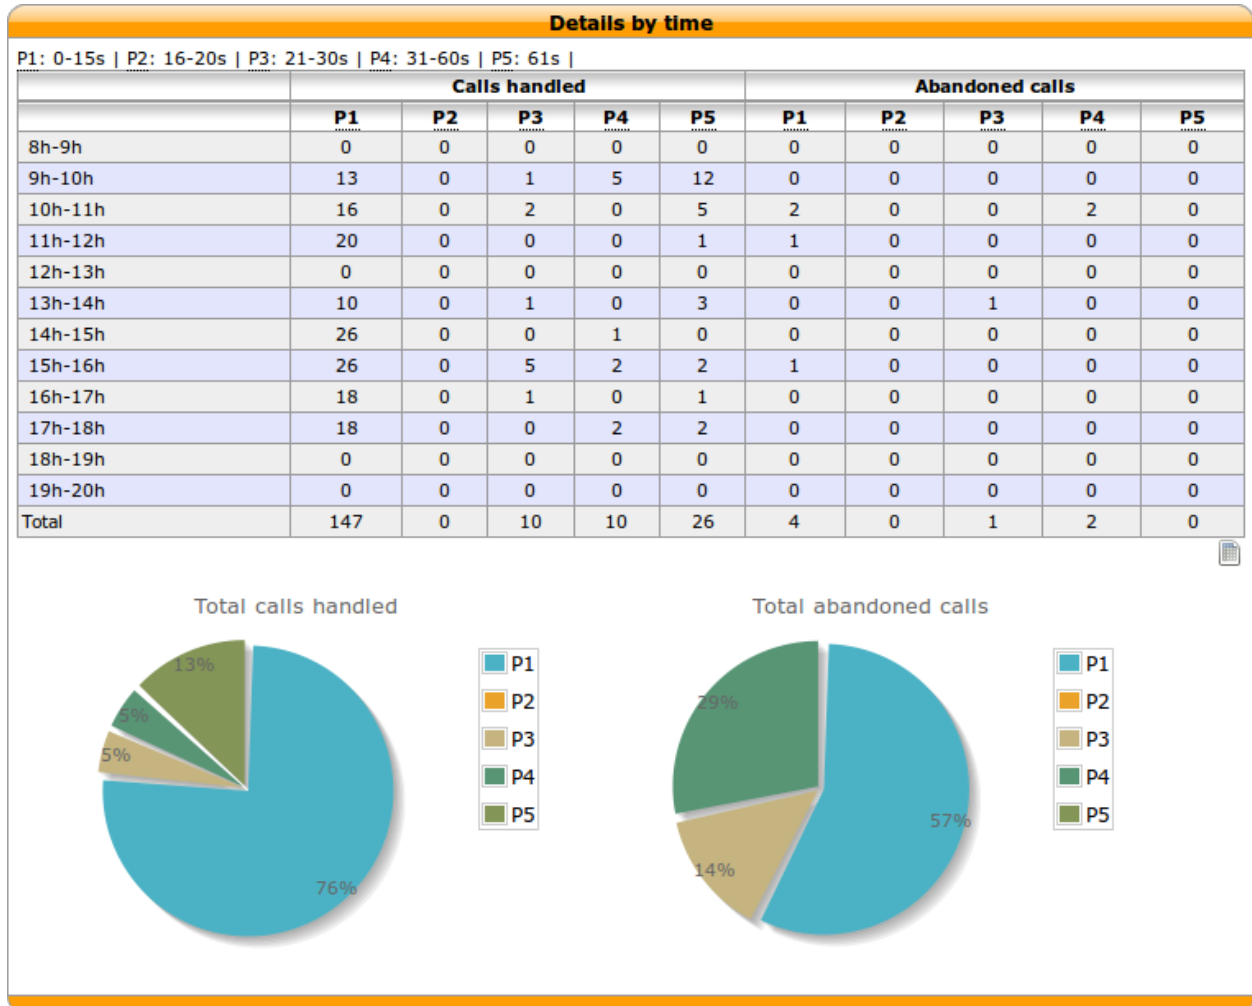 Details by time
P1: 0-15s | P2: 16-20s | P3: 21-30s | P4: 31-60s | P5: 61s |
Calls handled Abandoned calls
P1 P2 P3 P4 P5 P1 P2 P3 P4 P5
8h-9h 0 0 0 0 0 0 0 0 0 0
9h-10h 13 0 1 5 12 0 0 0 0 0
10h-11h 16 0 2 0 5 2 0 0 2 0
11h-12h 20 0 0 0 1 1 0 0 0 0
12h-13h 0 0 0 0 0 0 0 0 0 0
13h-14h 10 0 1 0 3 0 0 1 0 0
14h-15h 26 0 0 1 0 0 0 0 0 0
15h-16h 26 0 5 2 2 1 0 0 0 0
16h-17h 18 0 1 0 1 0 0 0 0 0
17h-18h 18 0 0 2 2 0 0 0 0 0
18h-19h 0 0 0 0 0 0 0 0 0 0
19h-20h 0 0 0 0 0 0 0 0 0 0
Total 147 0 10 10 26 4 0 1 2 0
Total calls handled
13%
5%
5%
76%
P1
P2
P3
P4
P5
Total abandoned calls
29%
57%
14%
P1
P2
P3
P4
P5